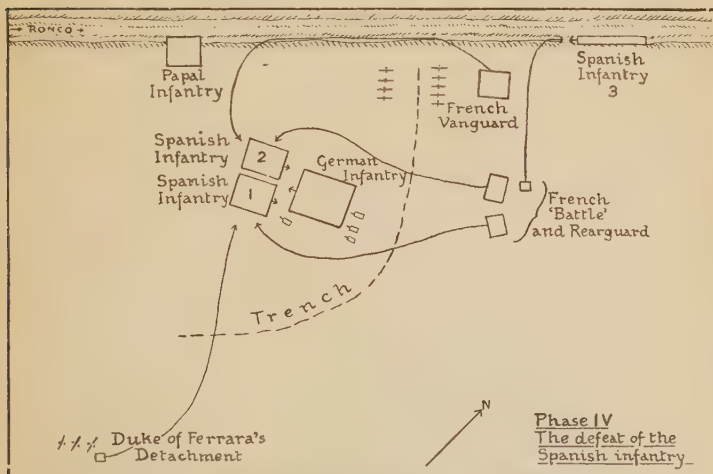 RONCO
Papal
Infantry
French
Vanguard
Spanish
Infantry
3
Spanish
Infantry
2
Spanish
Infantry
1
German
Infantry
French
'Battle'
and Rearguard
Trench
Duke of Ferrara's
Detachment
N
Phase IV
The defeat of the
Spanish infantry